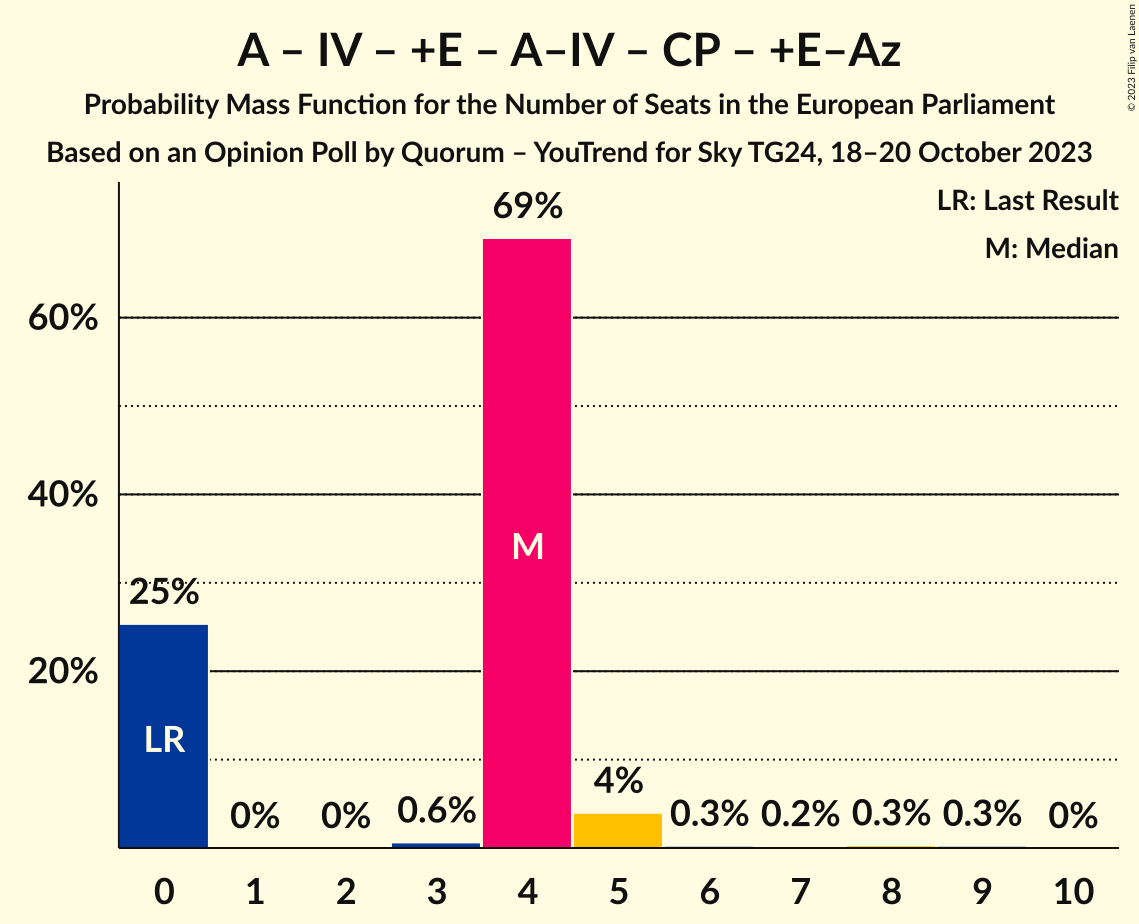 A – IV – +E – A–IV – CP – +E–Az
Probability Mass Function for the Number of Seats in the European Parliament
Based on an Opinion Poll by Quorum – YouTrend for Sky TG24, 18–20 October 2023
© 2023 Filip van Laenen
LR: Last Result
M: Median
60%
40%
20%
25%
0%
0%
0.6%
69%
4%
0.3%
0.2%
0.3%
0.3%
0%
LR
M
0 1 2 3 4 5 6 7 8 9 10